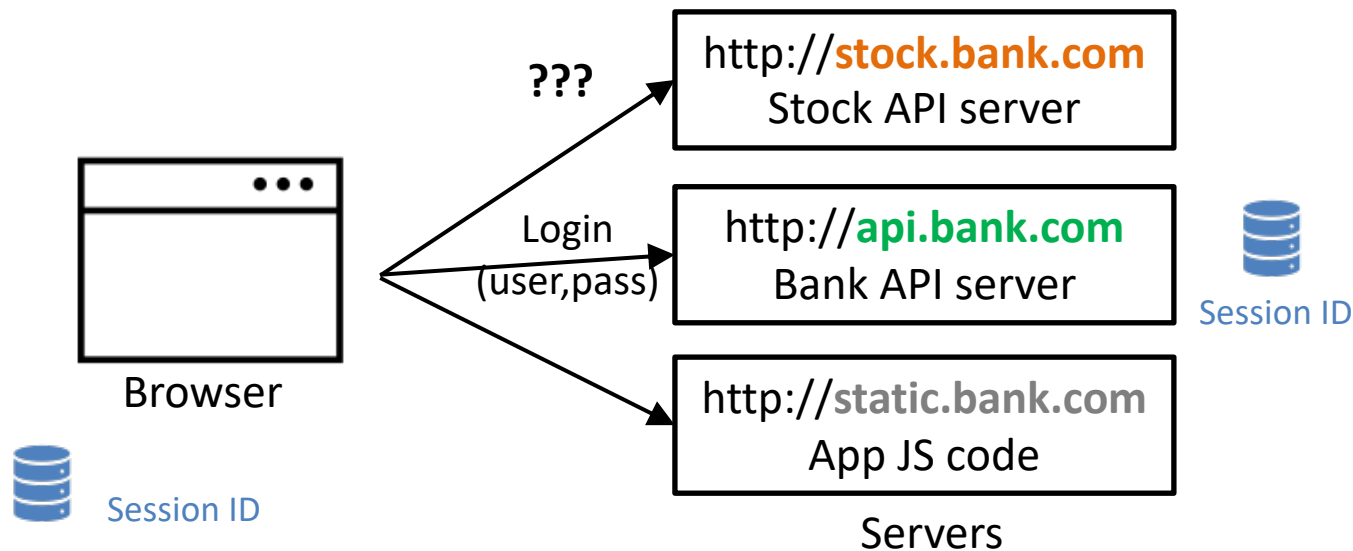 http://stock.bank.com
Stock API server
???
http://api.bank.com
Bank API server
Login
(user,pass)
Session ID
http://static.bank.com
App JS code
Browser
Session ID
Servers